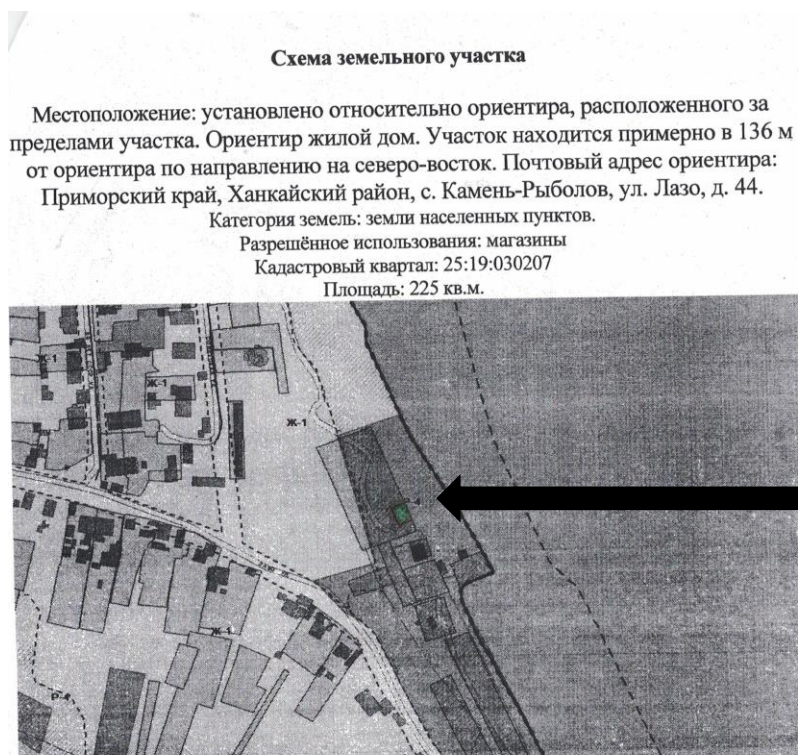 Схема земельного участка
Местоположение: установлено относительно ориентира, расположенного за
пределами участка. Ориентир жилой дом. Участок находится примерно в 136 м
от ориентира по направлению на северо-восток. Почтовый адрес ориентира:
Приморский край, Ханкайский район, с. Камень-Рыболов, ул. Лазо, д. 44.
Категория земель: земли населенных пунктов.
Разрешённое использования: магазины
Кадастровый квартал: 25:19:030207
Площадь: 225 кв.м.
Ж-1
Ж-1
Ж-1
Ж-1